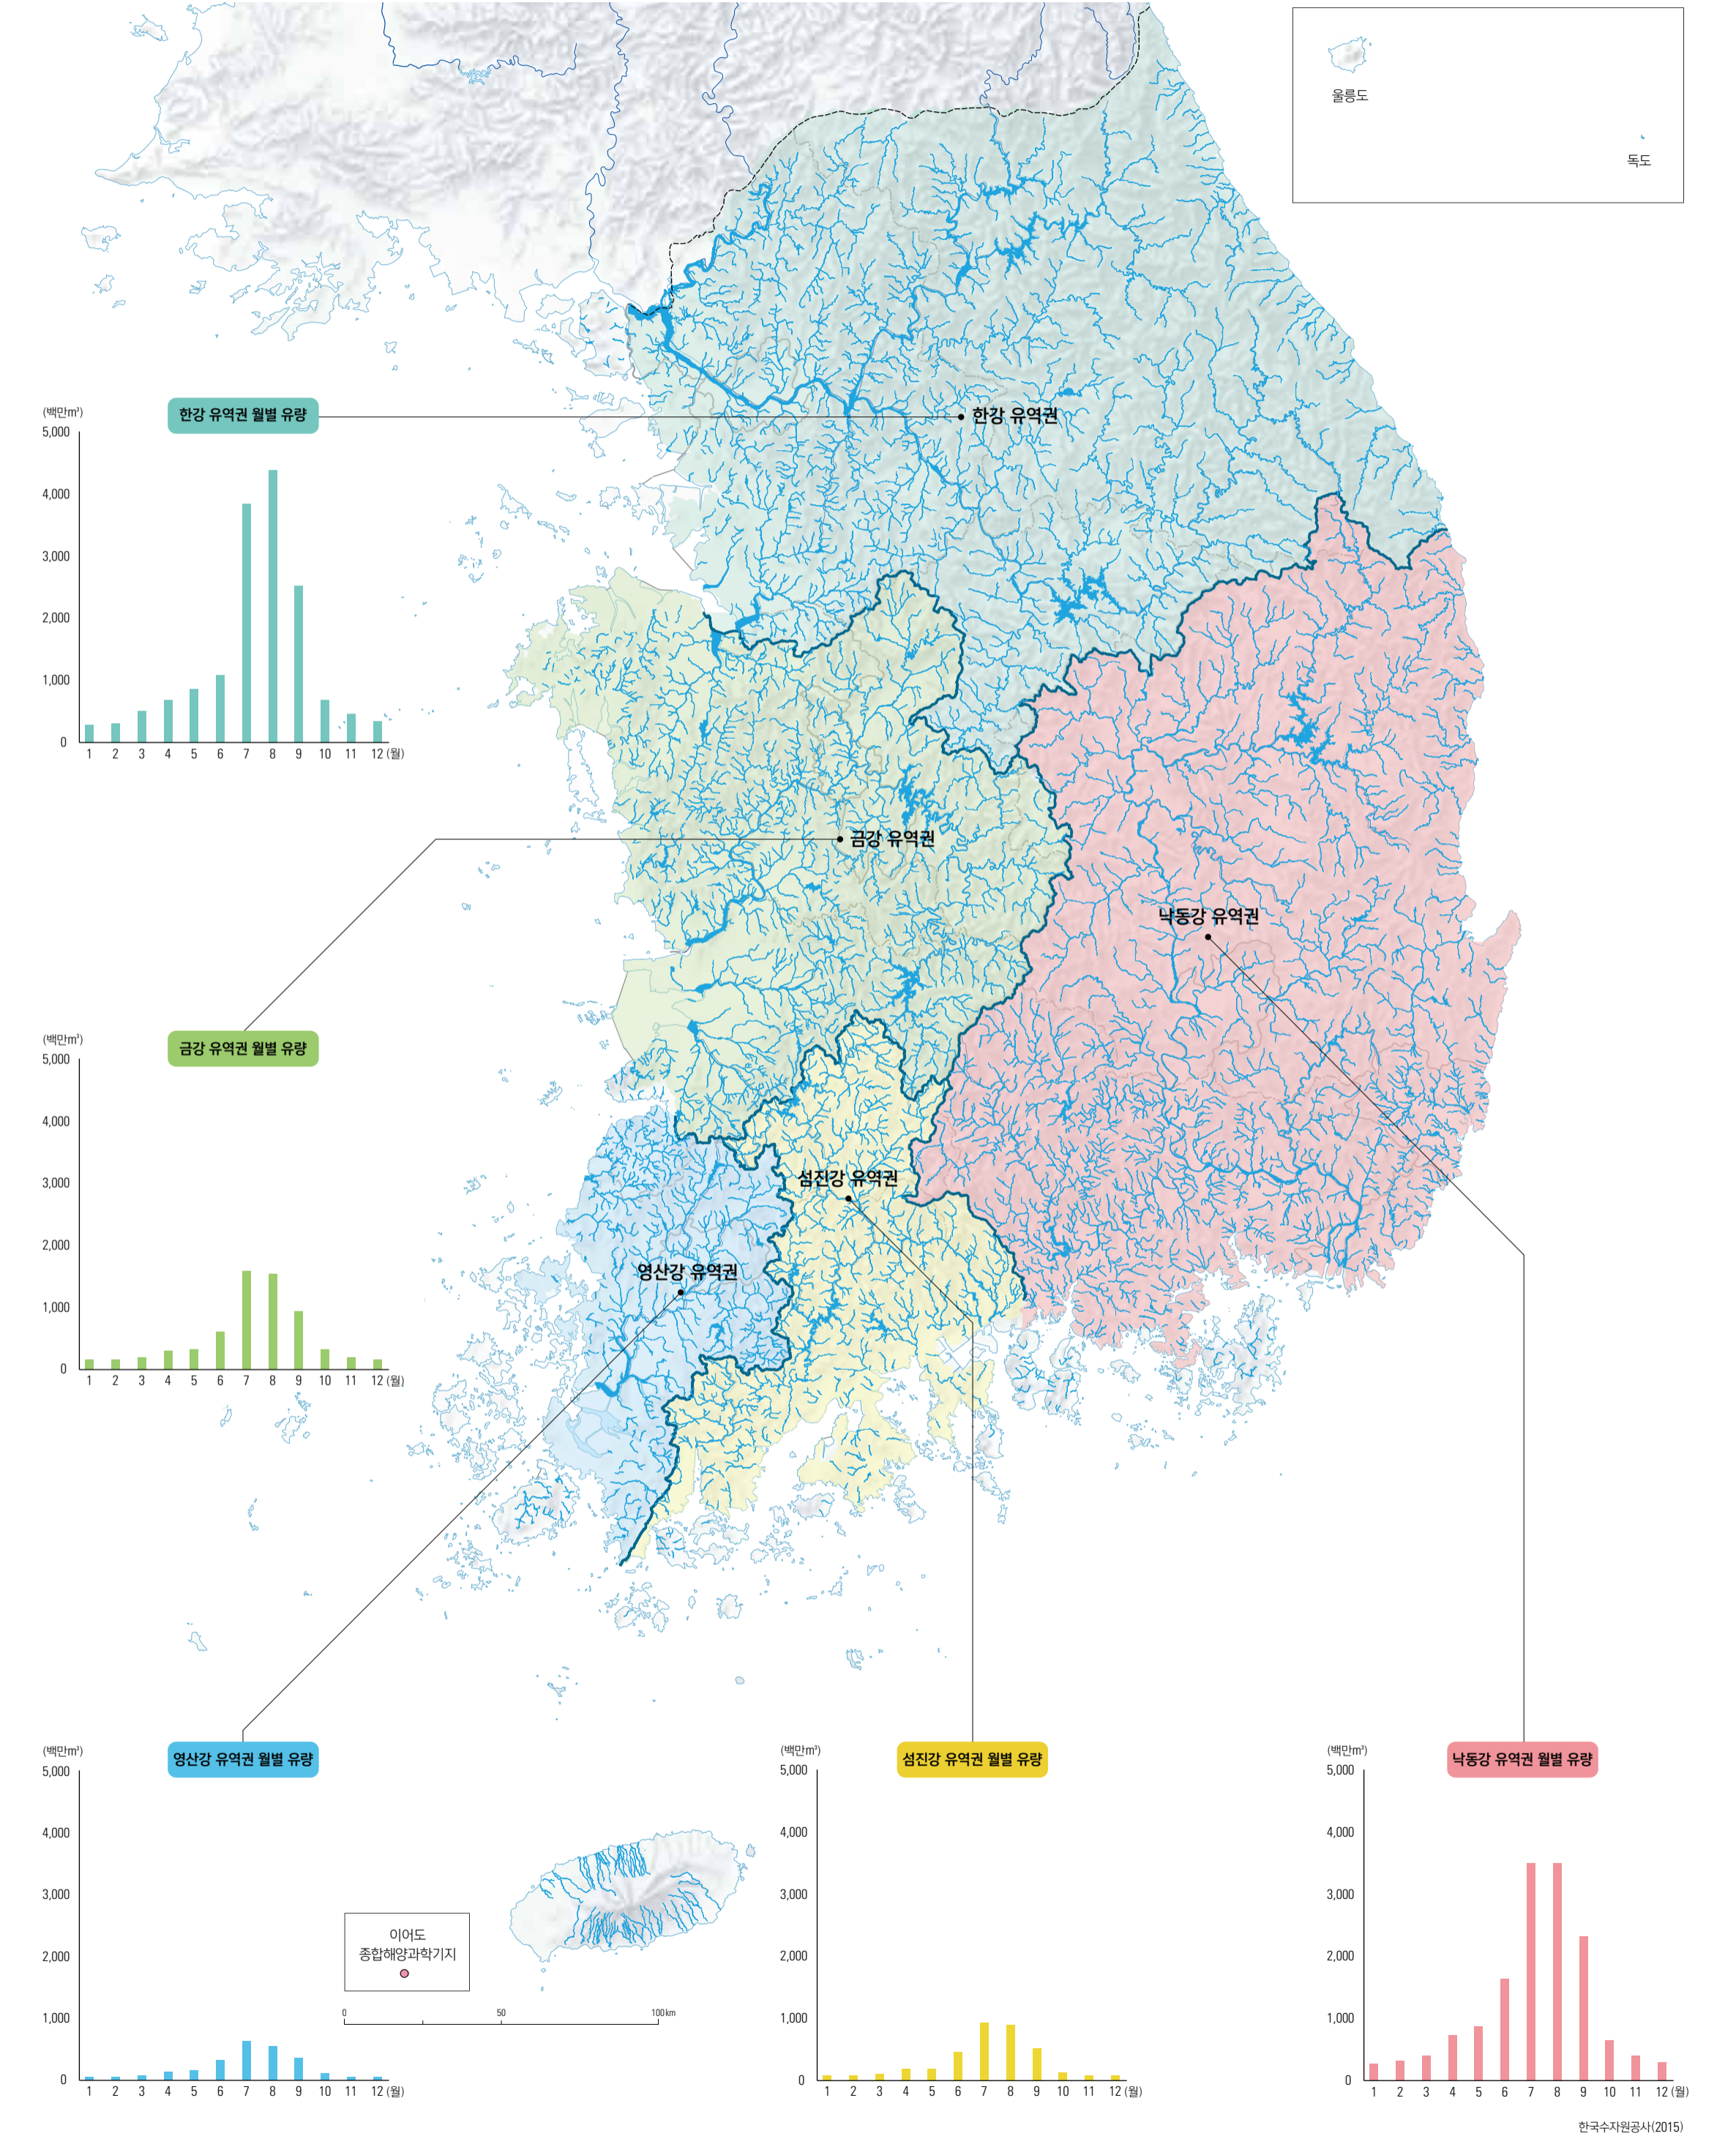 울릉도
독도
(백만m³)
한강 유역권 월별 유량
한강 유역권
5,000
4,000
3,000
2,000
1,000
0
1 2 3 4 5 6 7 8 9 10 11 12 (월)
금강 유역권
낙동강 유역권
(백만m³)
금강 유역권 월별 유량
5,000
4,000
3,000
2,000
1,000
0
1 2 3 4 5 6 7 8 9 10 11 12 (월)
섬진강 유역권
영산강 유역권
(백만m³)
영산강 유역권 월별 유량
5,000
4,000
3,000
2,000
1,000
0
1 2 3 4 5 6 7 8 9 10 11 12 (월)
이어도
종합해양과학기지
0 50 100km
(백만m³)
섬진강 유역권 월별 유량
5,000
4,000
3,000
2,000
1,000
0
1 2 3 4 5 6 7 8 9 10 11 12 (월)
(백만m³)
낙동강 유역권 월별 유량
5,000
4,000
3,000
2,000
1,000
0
1 2 3 4 5 6 7 8 9 10 11 12 (월)
한국수자원공사(2015)